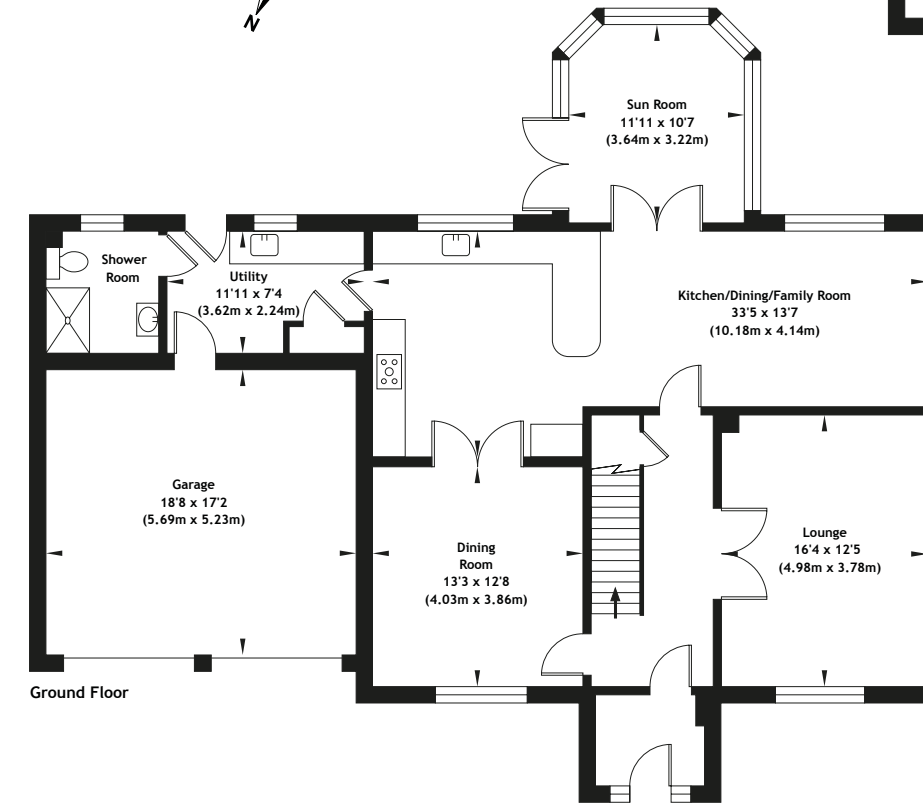 N
Sun Room
11'11 x 10'7
(3.64m x 3.22m)
Shower
Room
Utility
11'11 x 7'4
(3.62m x 2.24m)
Kitchen/Dining/Family Room
33'5 x 13'7
(10.18m x 4.14m)
Garage
18'8 x 17'2
(5.69m x 5.23m)
Dining
Room
13'3 x 12'8
(4.03m x 3.86m)
Lounge
16'4 x 12'5
(4.98m x 3.78m)
Ground Floor